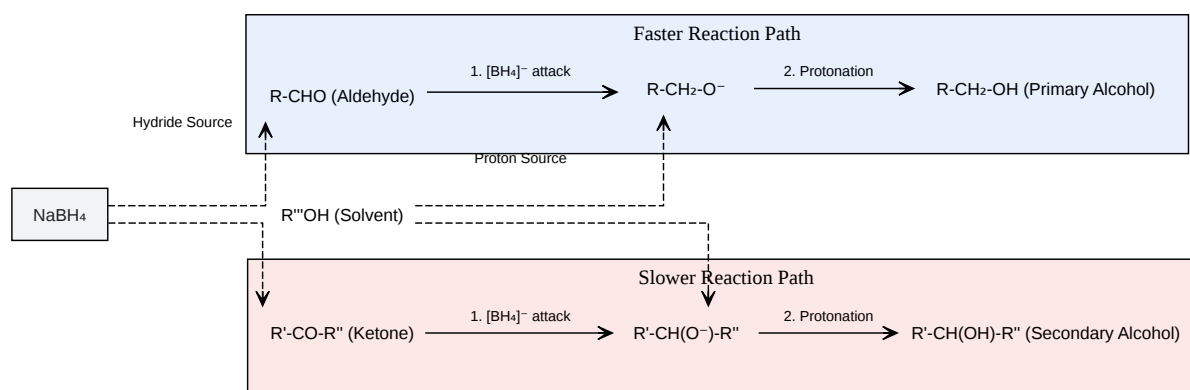 Faster Reaction Path
1. [BH₄]⁻ attack
2. Protonation
R-CHO (Aldehyde)
R-CH₂-O⁻
R-CH₂-OH (Primary Alcohol)
Hydride Source
Proton Source
NaBH₄
R'''OH (Solvent)
Slower Reaction Path
1. [BH₄]⁻ attack
2. Protonation
R'-CO-R'' (Ketone)
R'-CH(O⁻)-R''
R'-CH(OH)-R'' (Secondary Alcohol)